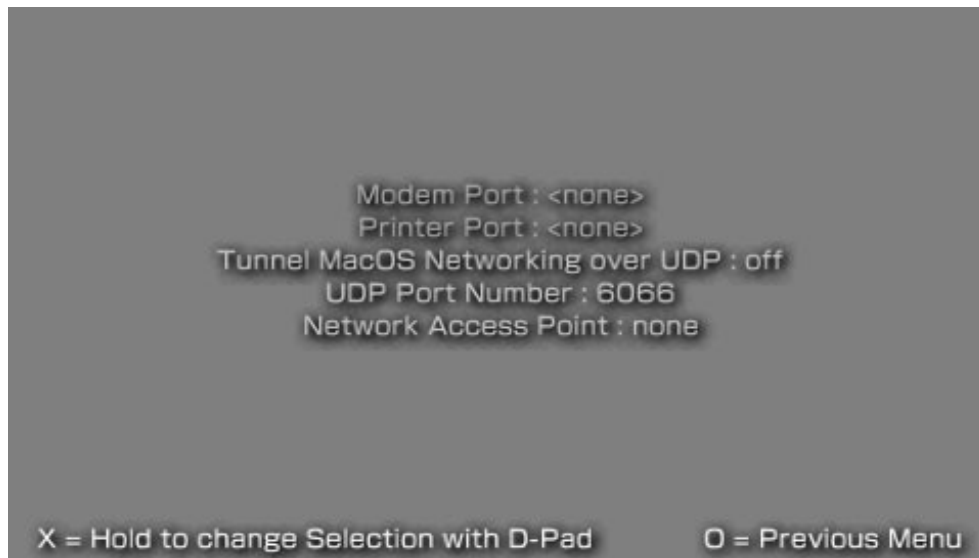 Modem Port : <none>
Printer Port : <none>
Tunnel MacOS Networking over UDP : off
UDP Port Number : 6066
Network Access Point : none
X = Hold to change Selection with D-Pad
O = Previous Menu